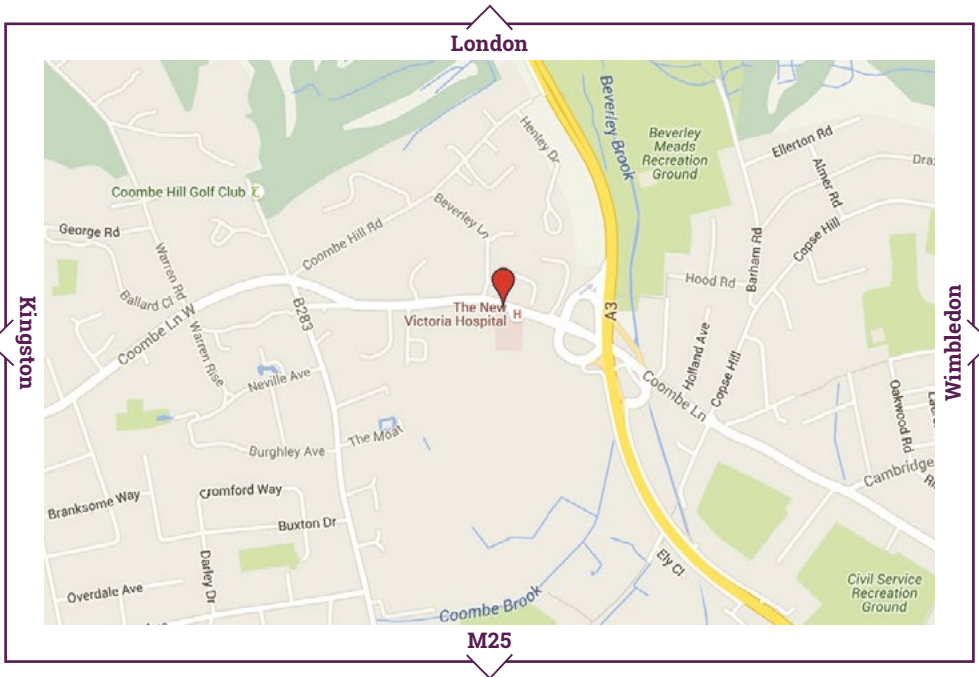 London
Beverley Brook
Henley Dr
Beverley
Meads
Recreation
Ground
Ellerton Rd
Almer Rd
Coombe Hill Golf Club
George Rd
Warren Rd
Coombe Hill Rd
Beverley Ln
Barham Rd
Copse Hill
Hood Rd
Ballard Cl
Coombe Ln W
B283
The New
Victoria Hospital
H
A3
Kingston
Wimbledon
Warren Rise
Neville Ave
Holland Ave
Copse Hill
Coombe Ln
Oakwood Rd
Burghley Ave
The Moat
Cambridge
Branksome Way
Cromford Way
Buxton Dr
Darley Dr
Ely Ct
Overdale Ave
Coombe Brook
Civil Service
Recreation
Ground
M25